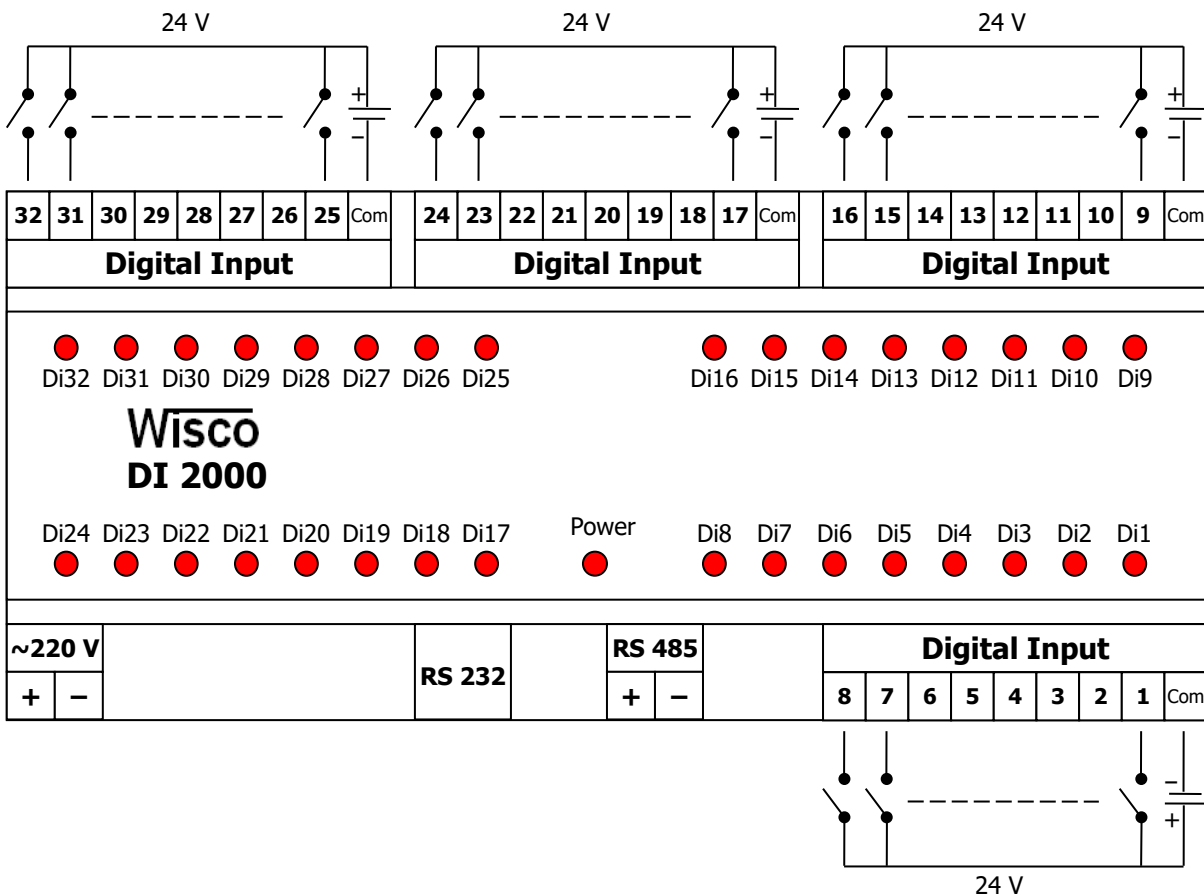 24 V 24 V 24 V
+ + +
− − −
32 31 30 29 28 27 26 25 Com 24 23 22 21 20 19 18 17 Com 16 15 14 13 12 11 10 9 Com
Digital Input Digital Input Digital Input
Di32 Di31 Di30 Di29 Di28 Di27 Di26 Di25 Di16 Di15 Di14 Di13 Di12 Di11 Di10 Di9
Wisco
DI 2000
Di24 Di23 Di22 Di21 Di20 Di19 Di18 Di17 Power Di8 Di7 Di6 Di5 Di4 Di3 Di2 Di1
~220 V RS 232 RS 485 Digital Input
+ − + − 8 7 6 5 4 3 2 1 Com
−
+
24 V